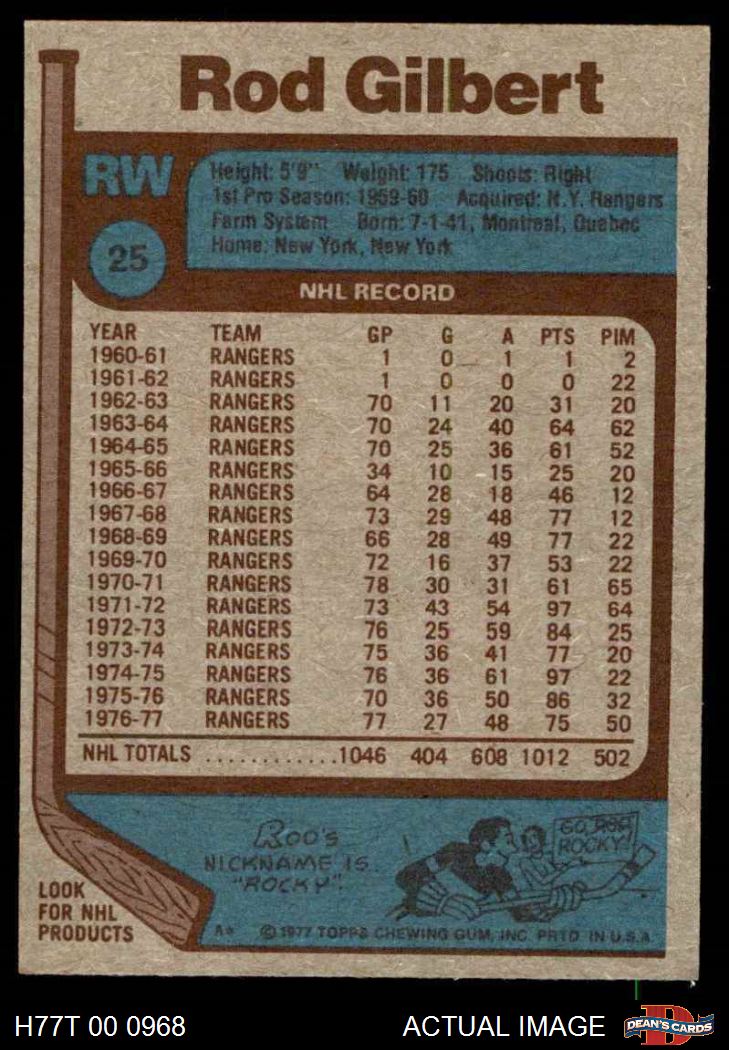 Rod Gilbert
RW
25
Height: 5'9" Weight: 175 Shoots: Right
1st Pro Season: 1959-60 Acquired: N.Y. Rangers
Farm System Born: 7-1-41, Montreal, Quebec
Home: New York, New York
NHL RECORD
YEAR TEAM GP G A PTS PIM
1960-61 RANGERS 1 0 1 1 2
1961-62 RANGERS 1 0 0 0 22
1962-63 RANGERS 70 11 20 31 20
1963-64 RANGERS 70 24 40 64 62
1964-65 RANGERS 70 25 36 61 52
1965-66 RANGERS 34 10 15 25 20
1966-67 RANGERS 64 28 18 46 12
1967-68 RANGERS 73 29 48 77 12
1968-69 RANGERS 66 28 49 77 22
1969-70 RANGERS 72 16 37 53 22
1970-71 RANGERS 78 30 31 61 65
1971-72 RANGERS 73 43 54 97 64
1972-73 RANGERS 76 25 59 84 25
1973-74 RANGERS 75 36 41 77 20
1974-75 RANGERS 76 36 61 97 22
1975-76 RANGERS 70 36 50 86 32
1976-77 RANGERS 77 27 48 75 50
NHL TOTALS .............1046 404 608 1012 502
ROD'S
NICKNAME IS
"ROCKY".
GO, ROD
ROCKY!
LOOK
FOR NHL
PRODUCTS
A* © 1977 TOPPS CHEWING GUM, INC. PRTD. IN U.S.A.
H77T 00 0968
ACTUAL IMAGE
DEAN'S CARDS